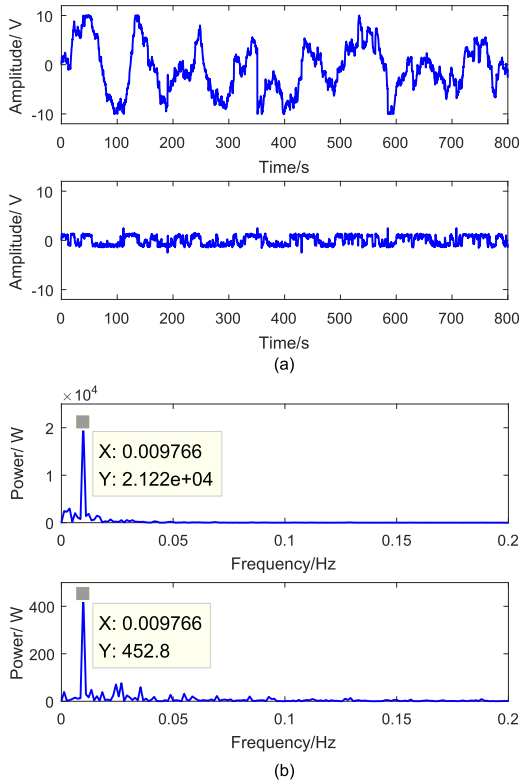 10
0
-10
Amplitude/ V
0 100 200 300 400 500 600 700 800
Time/s
10
0
-10
Amplitude/ V
0 100 200 300 400 500 600 700 800
Time/s
(a)
×10⁴
2
1
0
Power/ W
X: 0.009766
Y: 2.122e+04
0 0.05 0.1 0.15 0.2
Frequency/Hz
400
200
0
Power/ W
X: 0.009766
Y: 452.8
0 0.05 0.1 0.15 0.2
Frequency/Hz
(b)